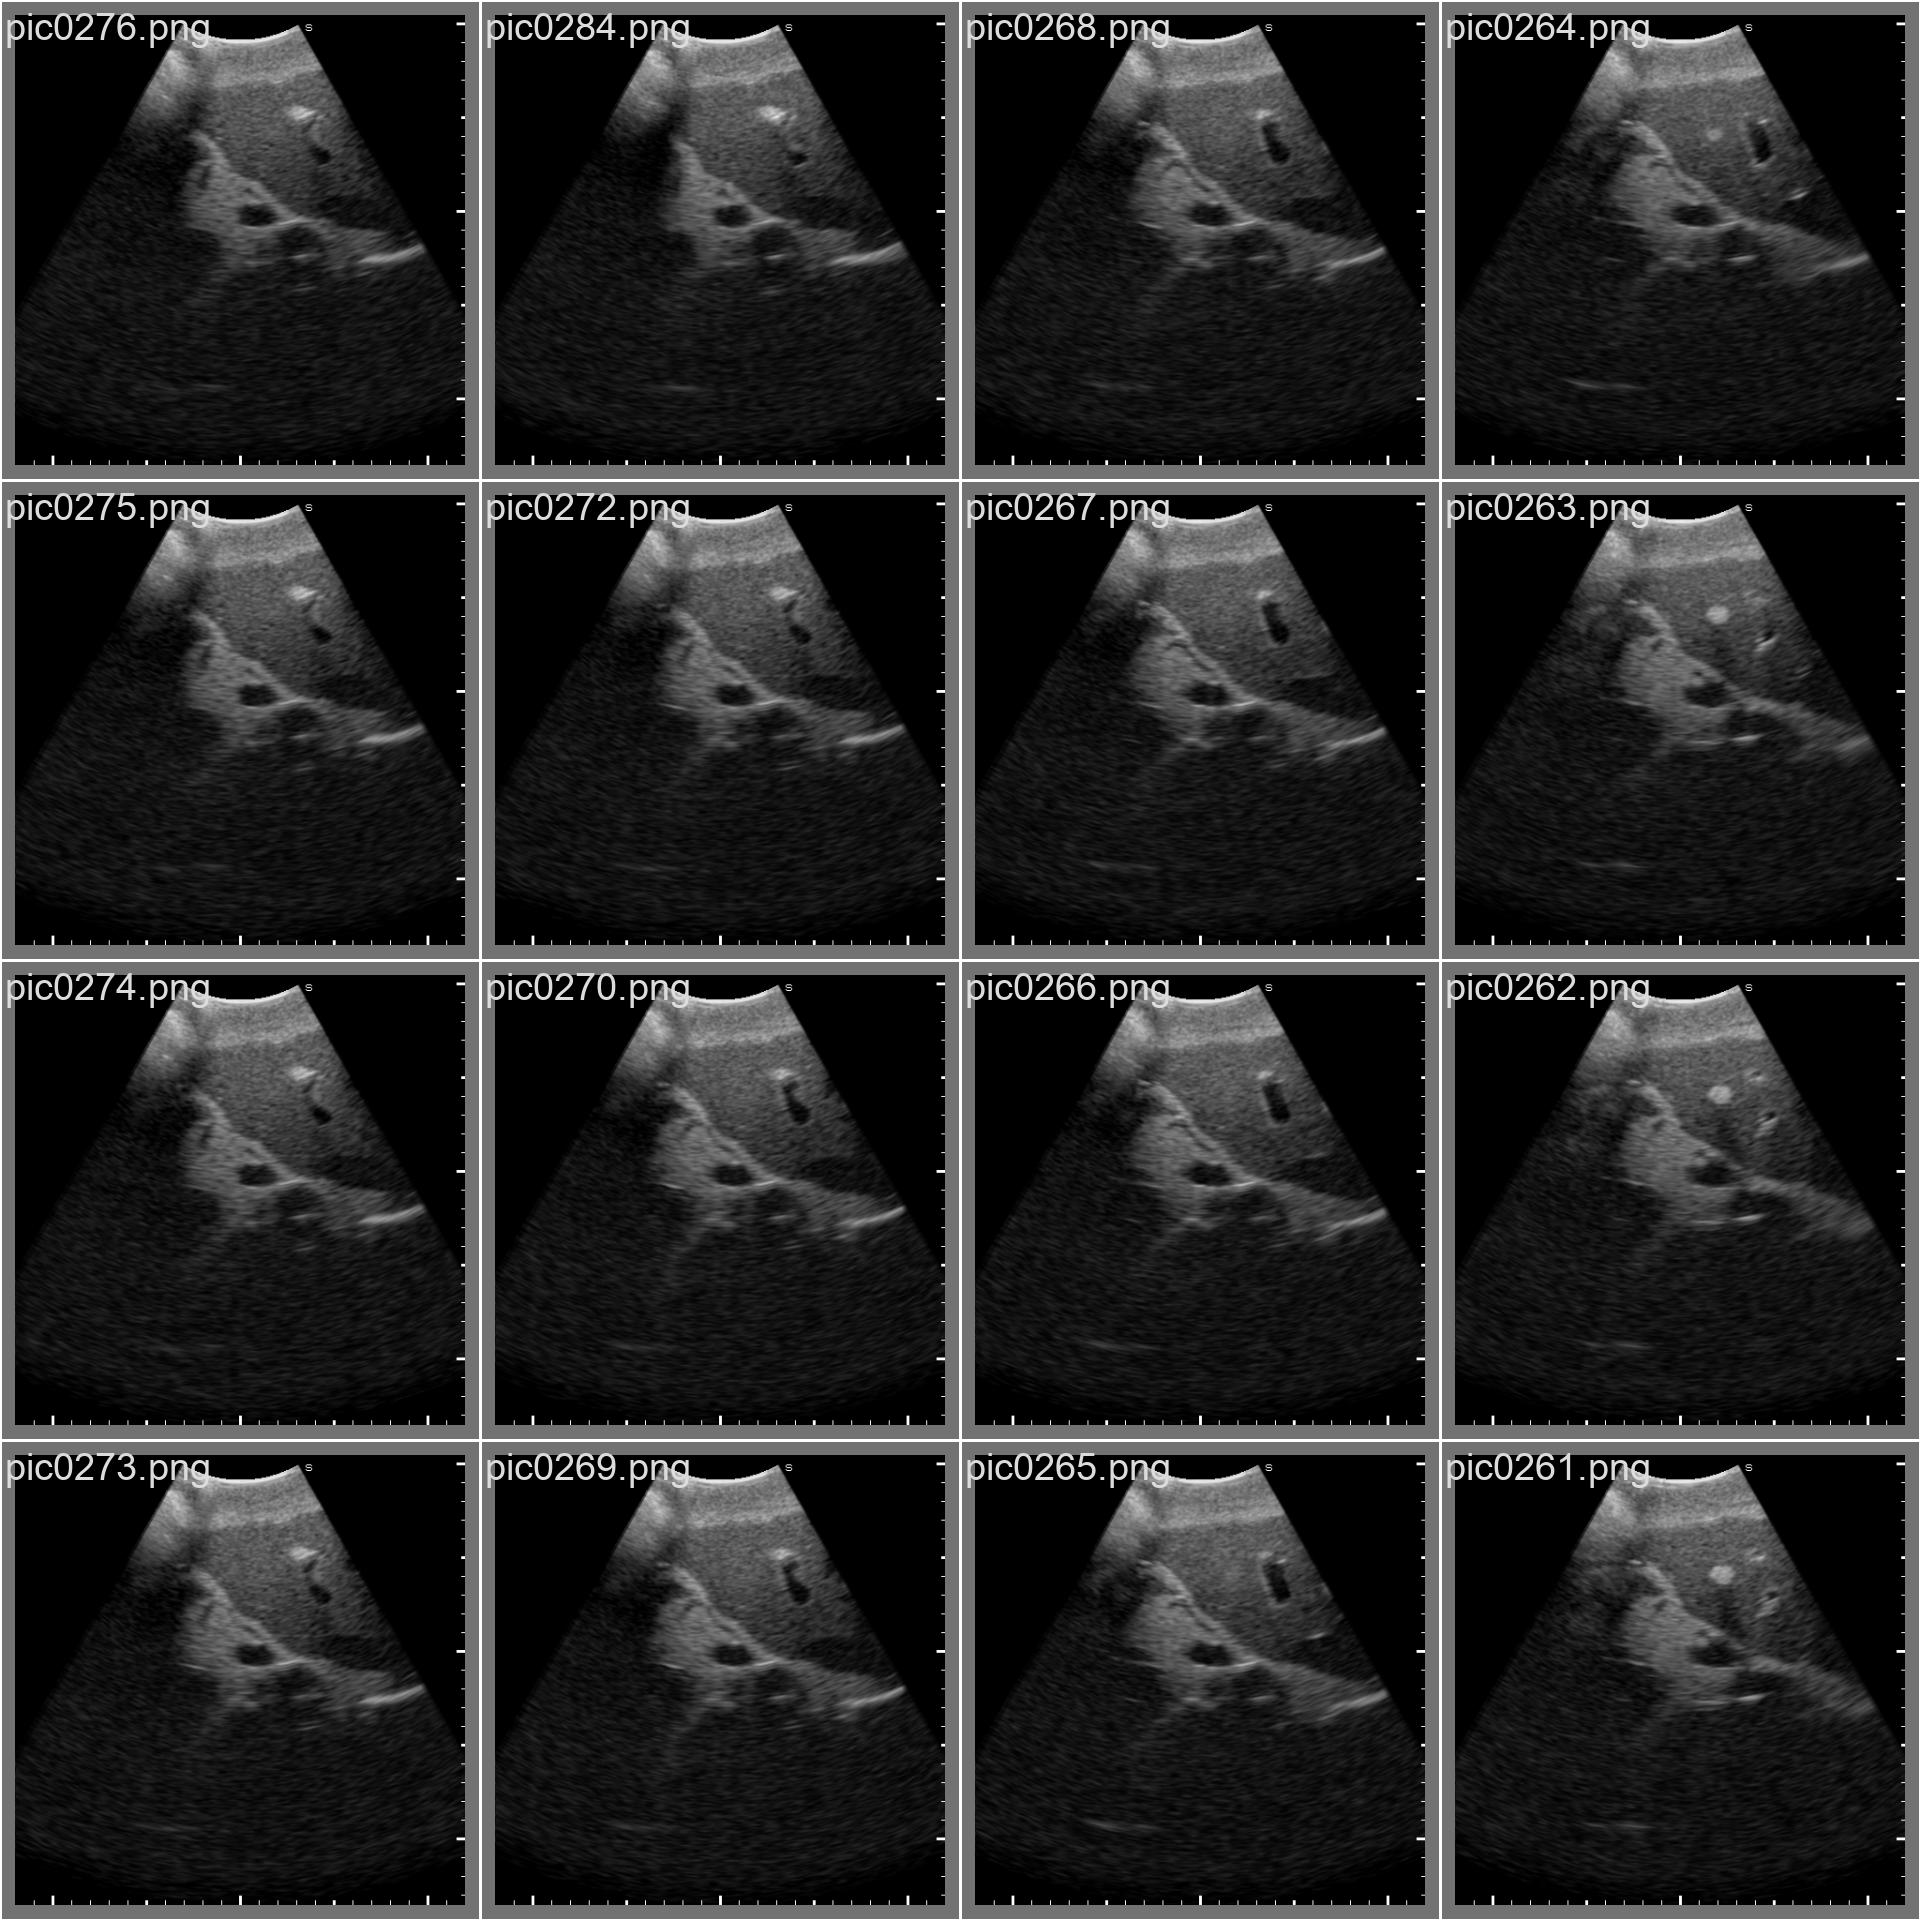 pic0276.png s pic0284.png s pic0268.png s pic0264.png s
pic0275.png s pic0272.png s pic0267.png s pic0263.png s
pic0274.png s pic0270.png s pic0266.png s pic0262.png s
pic0273.png s pic0269.png s pic0265.png s pic0261.png s